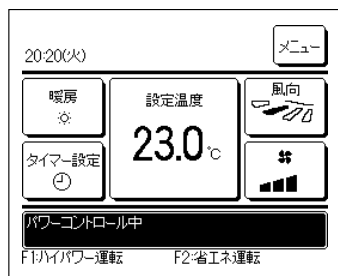 20:20(火)
メニュー
暖房
設定温度
風向
タイマー設定
23.0℃
パワーコントロール中
F1:ハイパワー運転 F2:省エネ運転